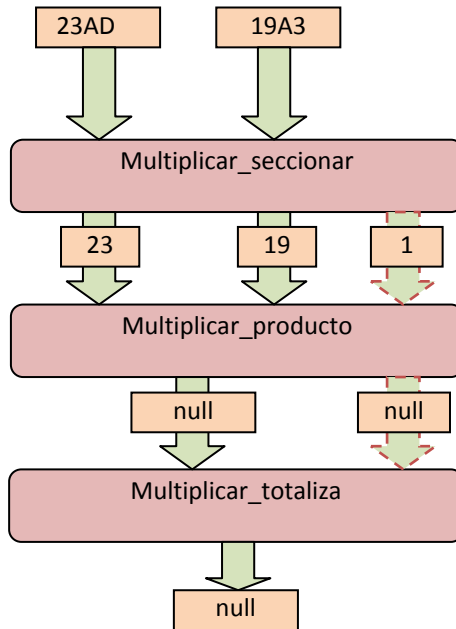 23AD
19A3
Multiplicar_seccionar
23
19
1
Multiplicar_producto
null
null
Multiplicar_totaliza
null